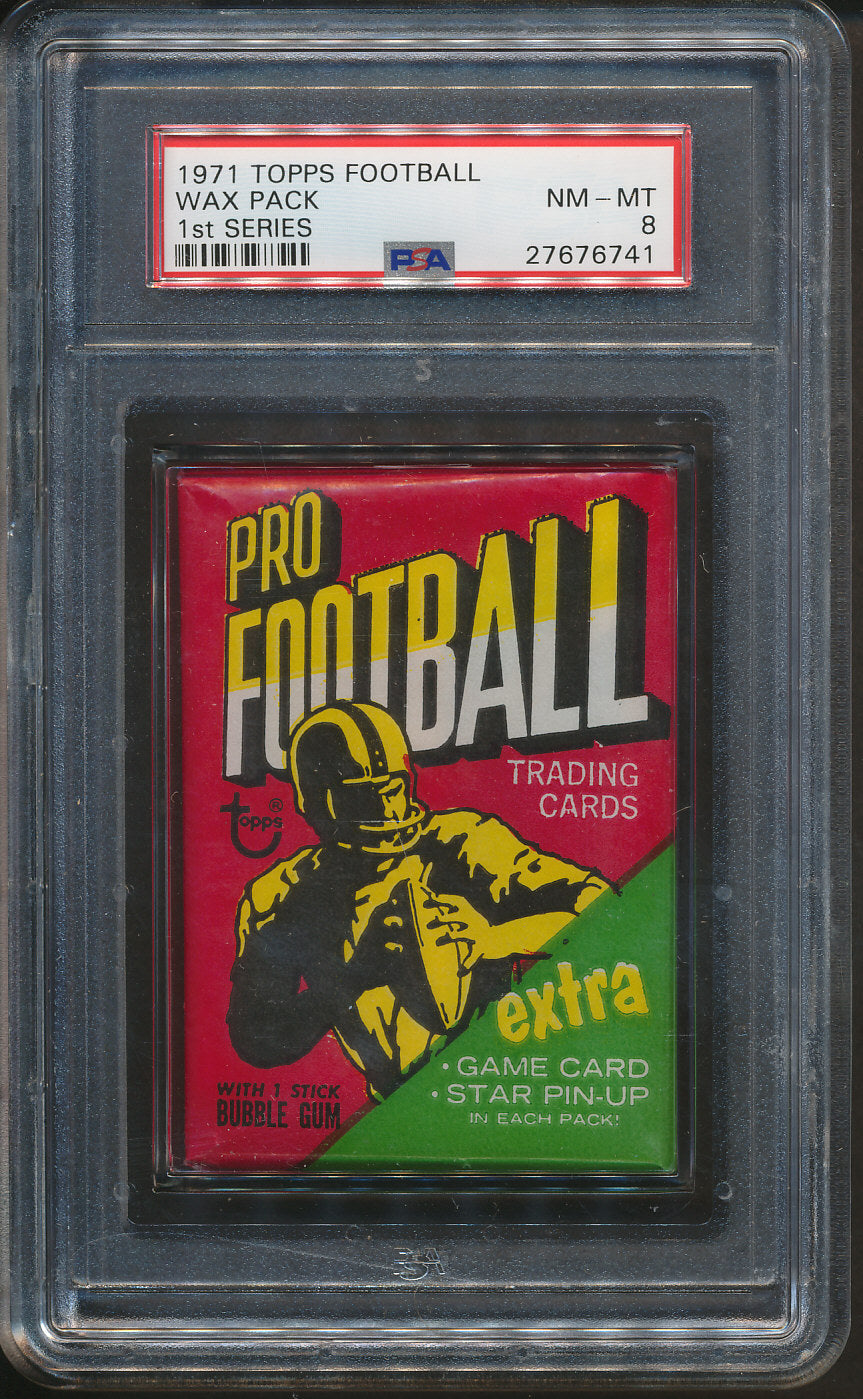 1971 TOPPS FOOTBALL
WAX PACK
NM - MT
1st SERIES
8
PSA
27676741
PRO
FOOTBALL
TRADING
CARDS
topps®
extra
• GAME CARD
• STAR PIN-UP
IN EACH PACK!
WITH 1 STICK
BUBBLE GUM